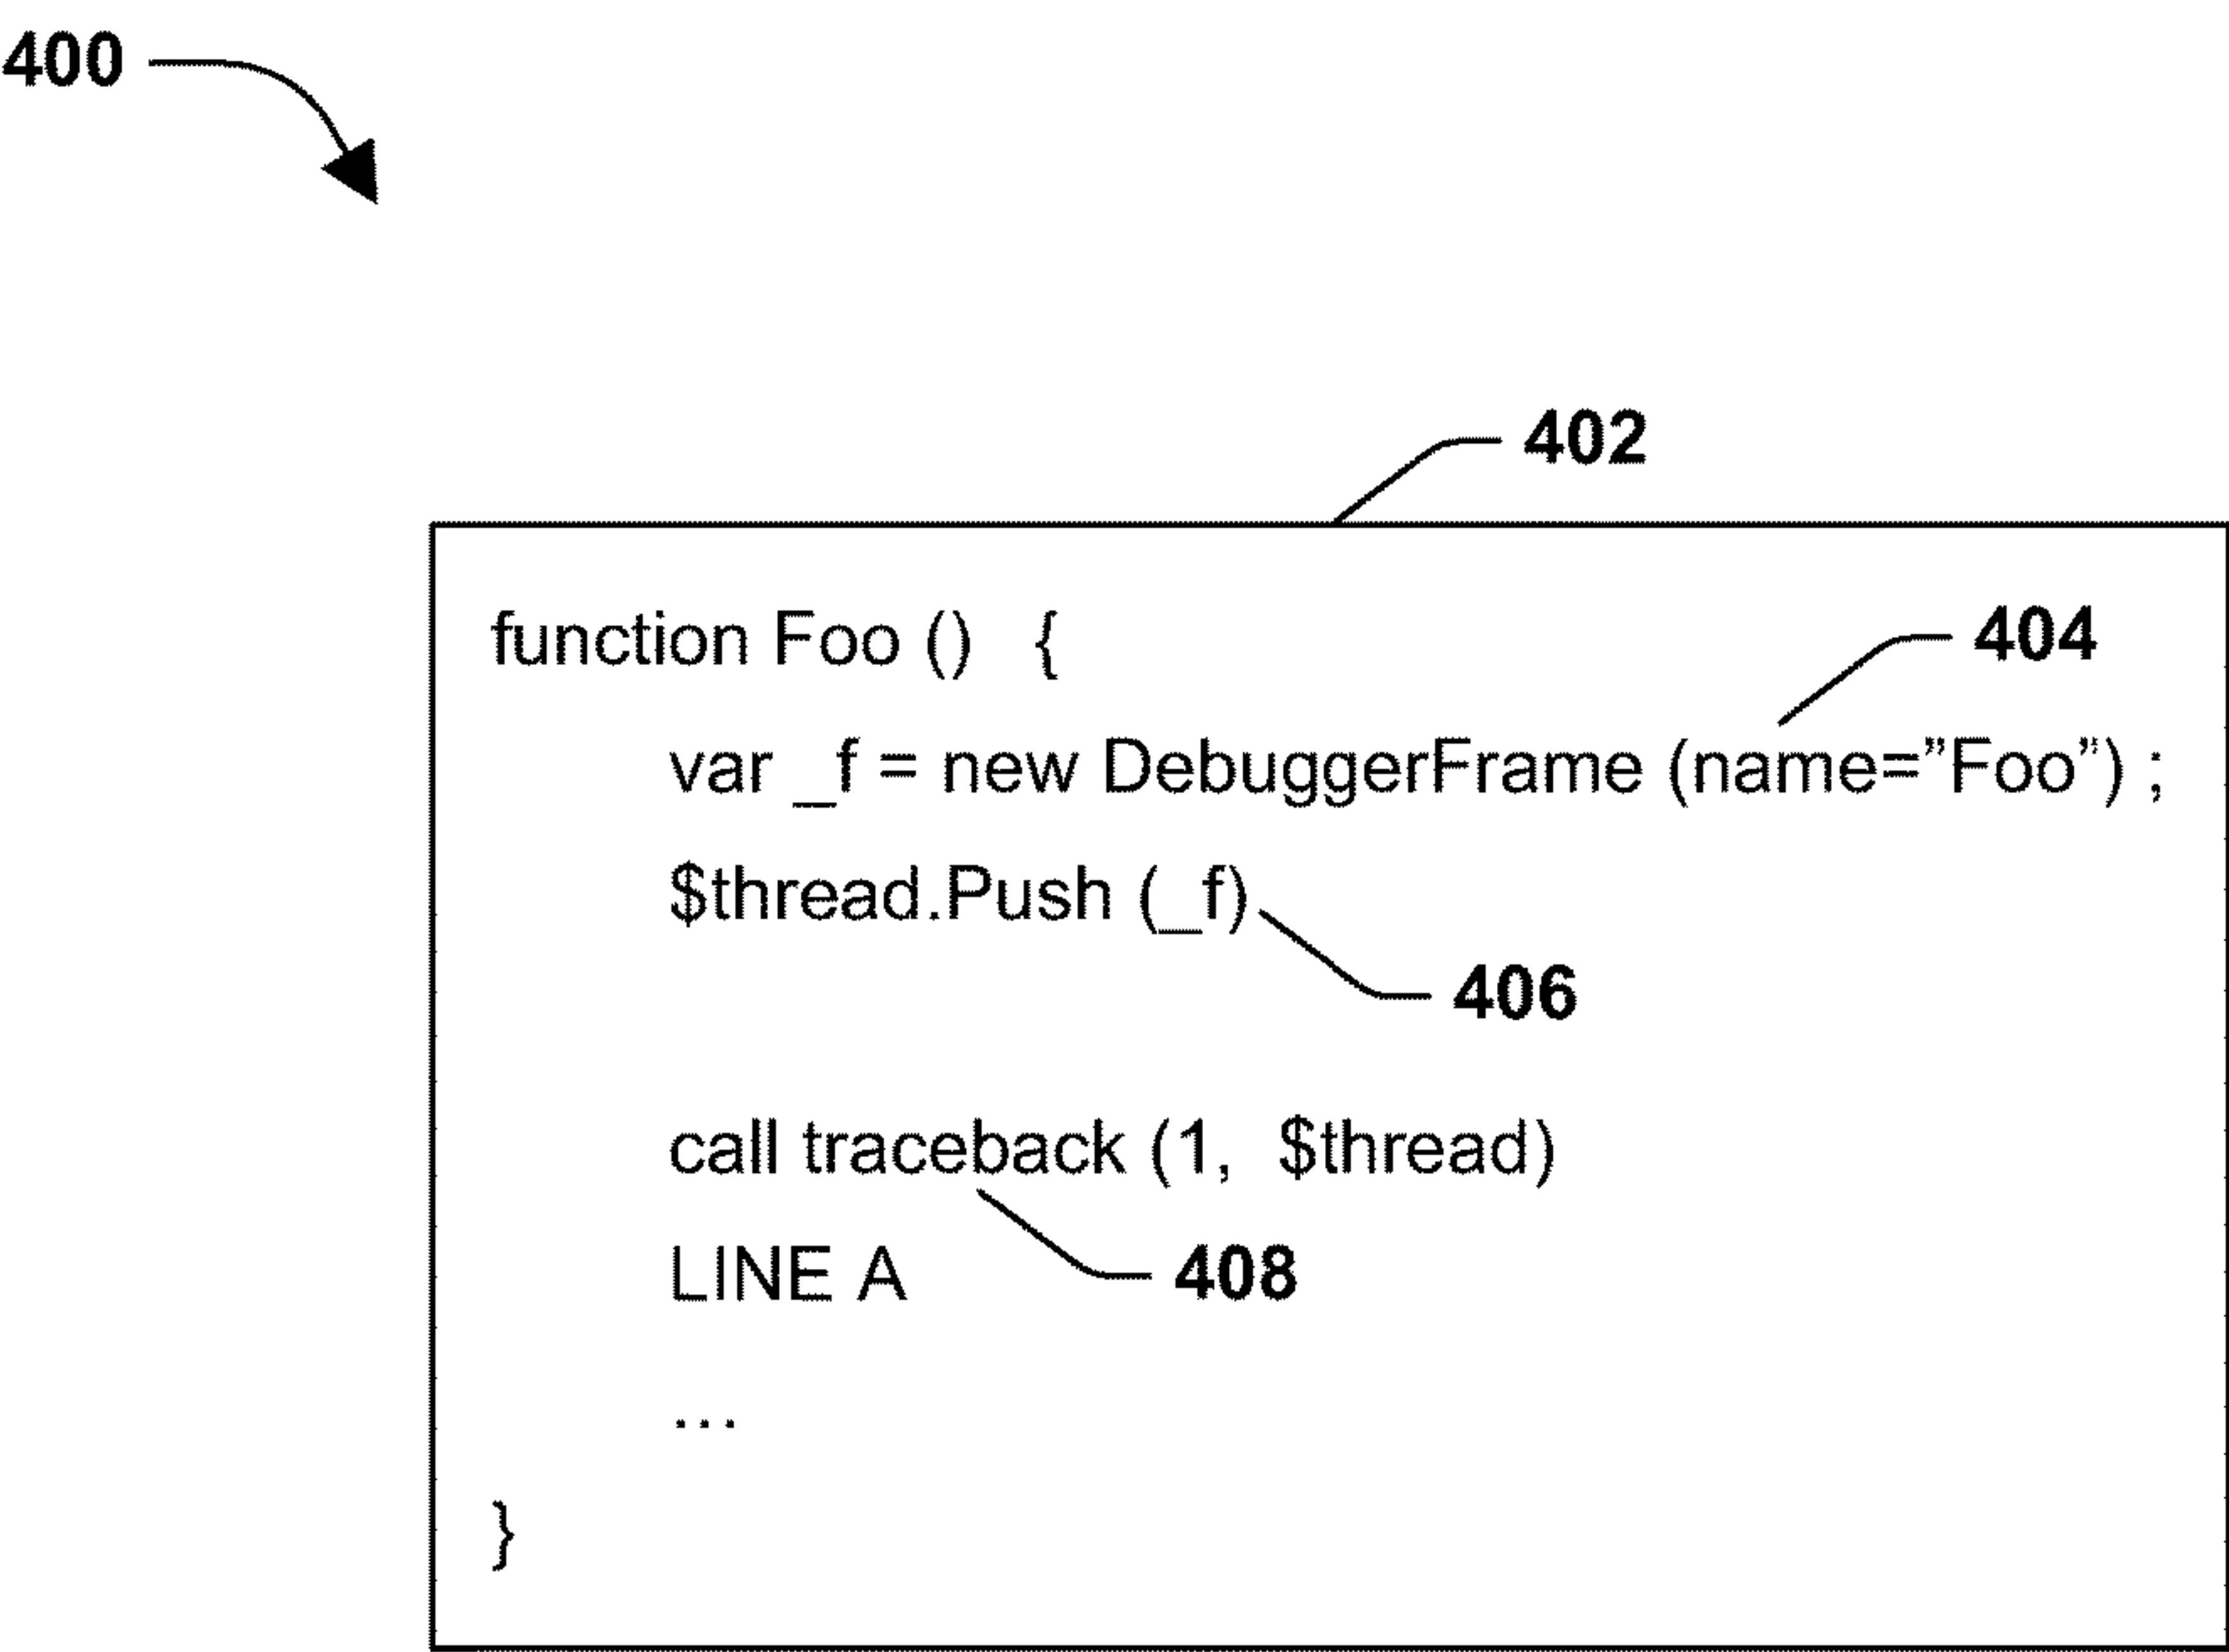 400
402
function Foo () {
404
var _f = new DebuggerFrame (name=”Foo”) ;
$thread.Push (_f)
406
call traceback (1, $thread)
LINE A
408
...
}